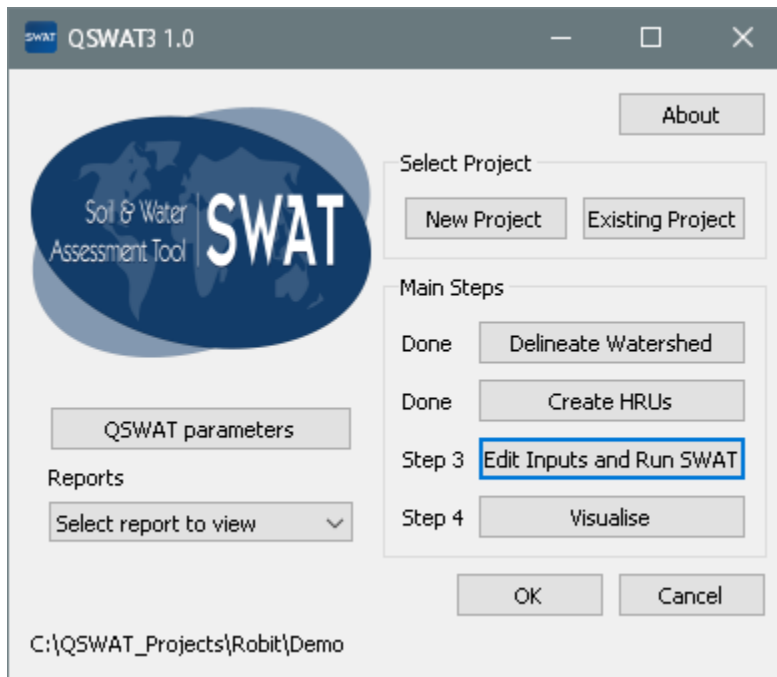 SWAT QSWAT3 1.0
About
Soil & Water
Assessment Tool
SWAT
Select Project
New Project Existing Project
Main Steps
Done Delineate Watershed
Done Create HRUs
Step 3 Edit Inputs and Run SWAT
Step 4 Visualise
QSWAT parameters
Reports
Select report to view
OK Cancel
C:\QSWAT_Projects\Robit\Demo